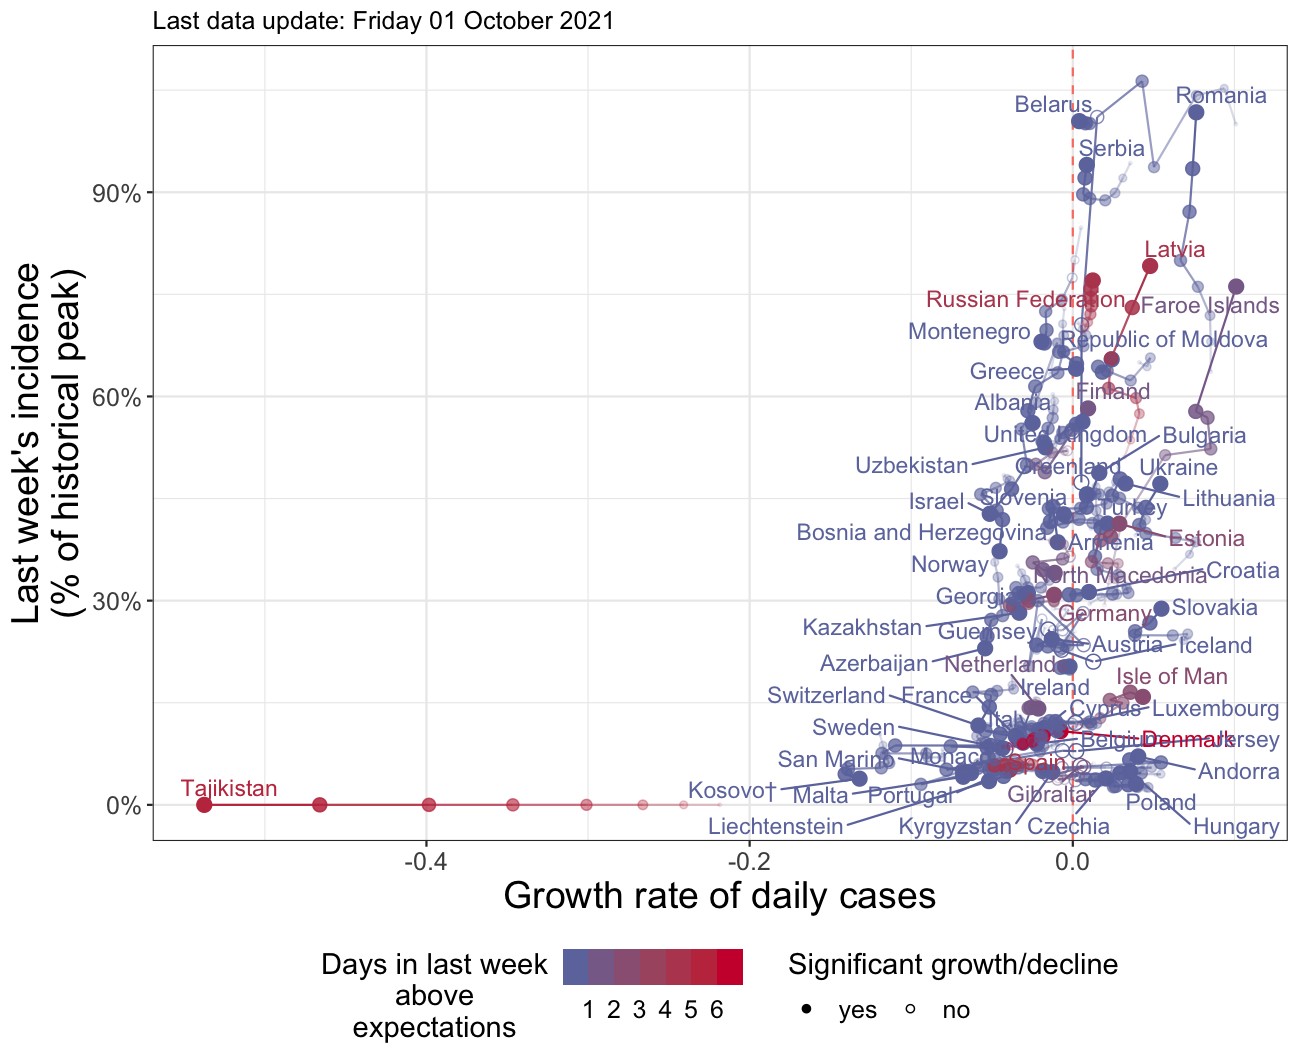 Last data update: Friday 01 October 2021
Last week's incidence
(% of historical peak)
90%
60%
30%
0%
Belarus
Romania
Serbia
Latvia
Russian Federation
Faroe Islands
Montenegro
Republic of Moldova
Greece
Finland
Albania
United Kingdom
Bulgaria
Uzbekistan
Greenland
Ukraine
Israel
Slovenia
Lithuania
Turkey
Bosnia and Herzegovina
Armenia
Estonia
Norway
North Macedonia
Croatia
Georgia
Germany
Slovakia
Kazakhstan
Guernsey
Austria
Iceland
Azerbaijan
Netherlands
Isle of Man
Switzerland
France
Ireland
Italy
Cyprus
Luxembourg
Sweden
Belgium
Denmark
Jersey
San Marino
Monaco
Spain
Andorra
Tajikistan
Kosovo†
Malta
Portugal
Gibraltar
Poland
Liechtenstein
Kyrgyzstan
Czechia
Hungary
-0.4
-0.2
0.0
Growth rate of daily cases
Days in last week
above
expectations
1 2 3 4 5 6
Significant growth/decline
yes
no